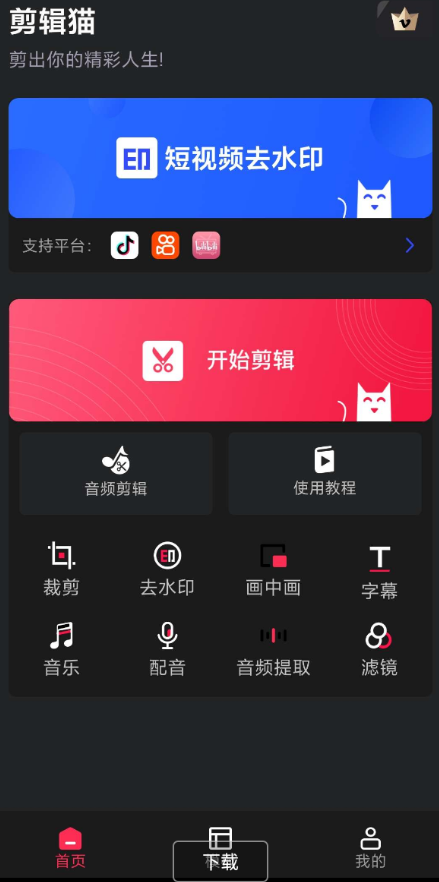 剪辑猫
剪出你的精彩人生!
印 短视频去水印
支持平台: bilibili
开始剪辑
音频剪辑 使用教程
裁剪 去水印 画中画 字幕
音乐 配音 音频提取 滤镜
首页 下载 我的